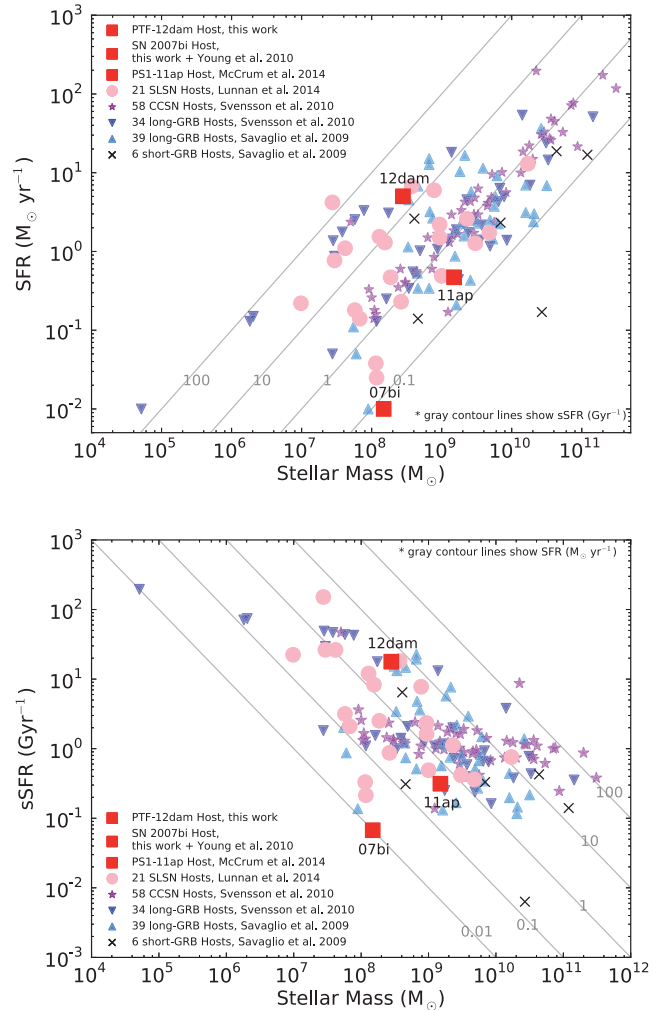 10³
10²
10¹
10⁰
10⁻¹
10⁻²
SFR (M⊙ yr⁻¹)
PTF-12dam Host, this work
SN 2007bi Host,
this work + Young et al. 2010
PS1-11ap Host, McCrum et al. 2014
21 SLSN Hosts, Lunnan et al. 2014
58 CCSN Hosts, Svensson et al. 2010
34 long-GRB Hosts, Svensson et al. 2010
39 long-GRB Hosts, Savaglio et al. 2009
6 short-GRB Hosts, Savaglio et al. 2009
12dam
11ap
07bi
100 10 1 0.1
* gray contour lines show sSFR (Gyr⁻¹)
10⁴ 10⁵ 10⁶ 10⁷ 10⁸ 10⁹ 10¹⁰ 10¹¹
Stellar Mass (M⊙)
10³
10²
10¹
10⁰
10⁻¹
10⁻²
10⁻³
sSFR (Gyr⁻¹)
* gray contour lines show SFR (M⊙ yr⁻¹)
12dam
11ap
07bi
100
10
1
0.1
0.01
PTF-12dam Host, this work
SN 2007bi Host,
this work + Young et al. 2010
PS1-11ap Host, McCrum et al. 2014
21 SLSN Hosts, Lunnan et al. 2014
58 CCSN Hosts, Svensson et al. 2010
34 long-GRB Hosts, Svensson et al. 2010
39 long-GRB Hosts, Savaglio et al. 2009
6 short-GRB Hosts, Savaglio et al. 2009
10⁴ 10⁵ 10⁶ 10⁷ 10⁸ 10⁹ 10¹⁰ 10¹¹ 10¹²
Stellar Mass (M⊙)